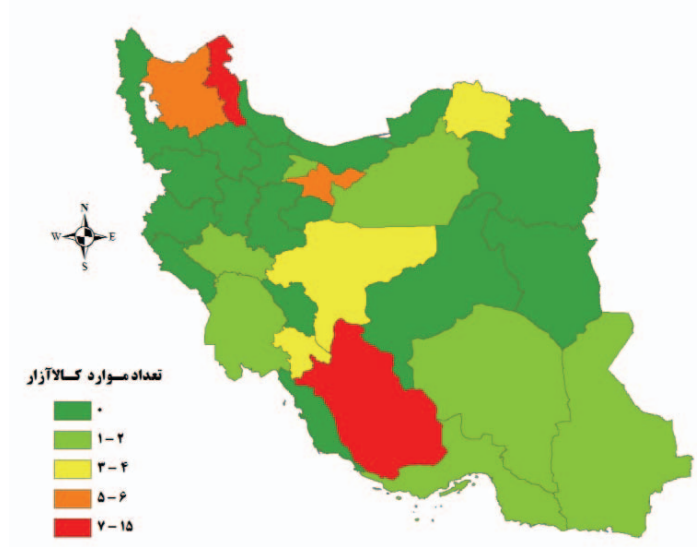 N
W E
S
تعداد موارد کالاآزار
۰
۱ – ۲
۳ – ۴
۵ – ۶
۷ – ۱۵